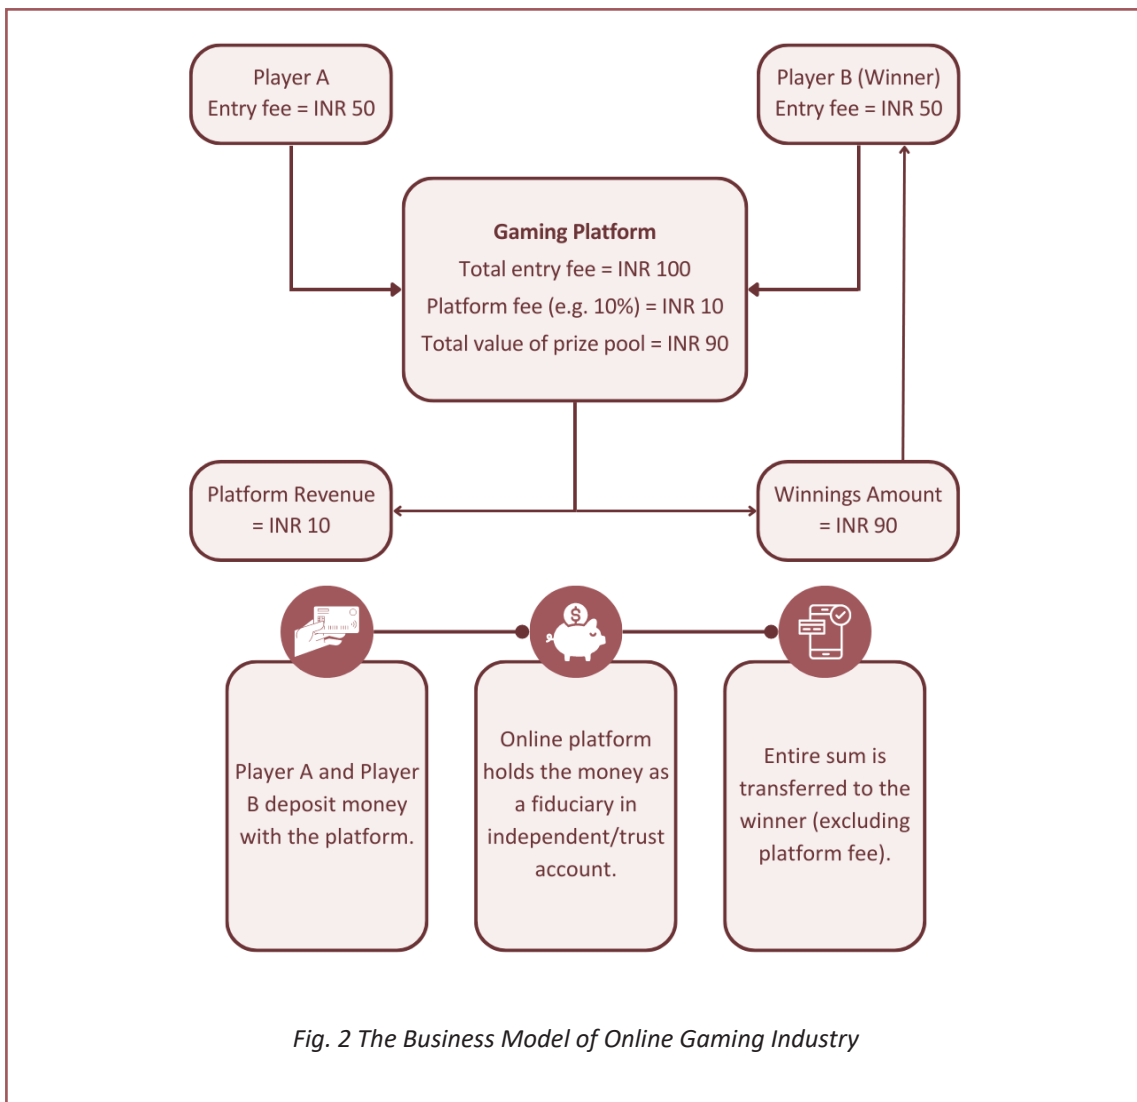 Player A
Entry fee = INR 50
Player B (Winner)
Entry fee = INR 50
Gaming Platform
Total entry fee = INR 100
Platform fee (e.g. 10%) = INR 10
Total value of prize pool = INR 90
Platform Revenue
= INR 10
Winnings Amount
= INR 90
$
Player A and Player
B deposit money
with the platform.
Online platform
holds the money as
a fiduciary in
independent/trust
account.
Entire sum is
transferred to the
winner (excluding
platform fee).
Fig. 2 The Business Model of Online Gaming Industry